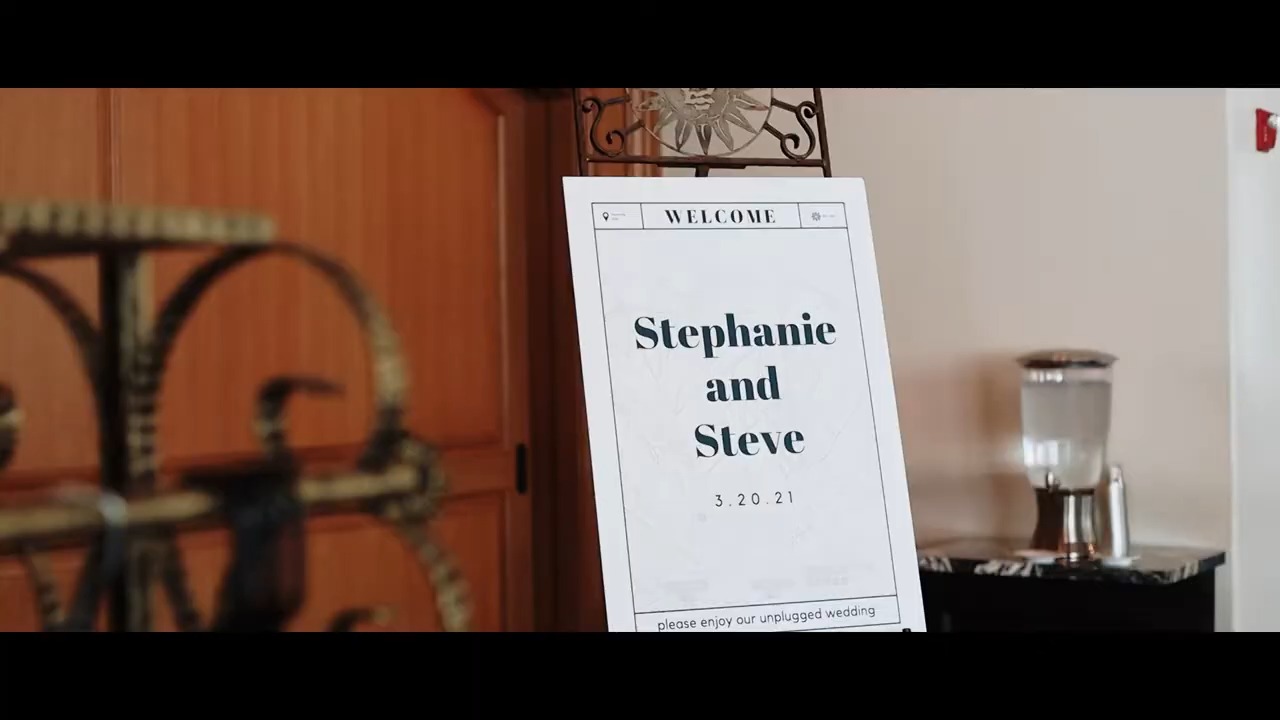 WELCOME
Stephanie
and
Steve
3.20.21
please enjoy our unplugged wedding